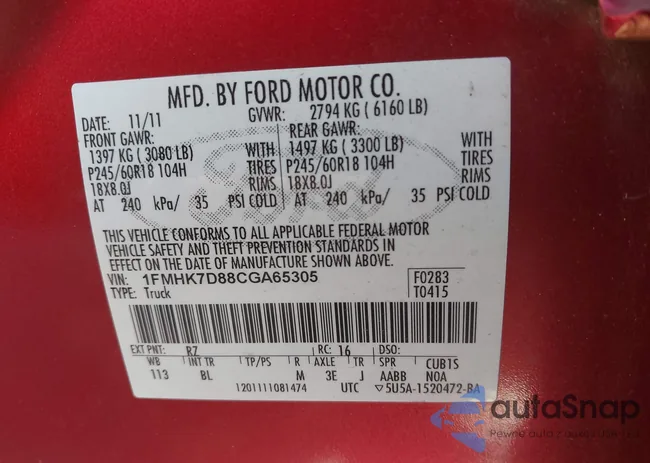 MFD. BY FORD MOTOR CO.
DATE: 11/11 GVWR: 2794 KG ( 6160 LB)
FRONT GAWR: REAR GAWR:
1397 KG ( 3080 LB) WITH 1497 KG ( 3300 LB) WITH
P245/60R18 104H TIRES P245/60R18 104H TIRES
18X8.0J RIMS 18X8.0J RIMS
AT 240 kPa/ 35 PSI COLD AT 240 kPa/ 35 PSI COLD
Ford
THIS VEHICLE CONFORMS TO ALL APPLICABLE FEDERAL MOTOR
VEHICLE SAFETY AND THEFT PREVENTION STANDARDS IN
EFFECT ON THE DATE OF MANUFACTURE SHOWN ABOVE.
VIN: 1FMHK7D88CGA65305 F0283
TYPE: Truck T0415
EXT PNT: R7 RC: 16 DSO:
WB INT TR TP/PS R AXLE TR SPR CUB1S
113 BL M 3E J AABB N0A
1201111081474 UTC ▽5U5A-1520472-BA
autaSnap
Pewne auta z